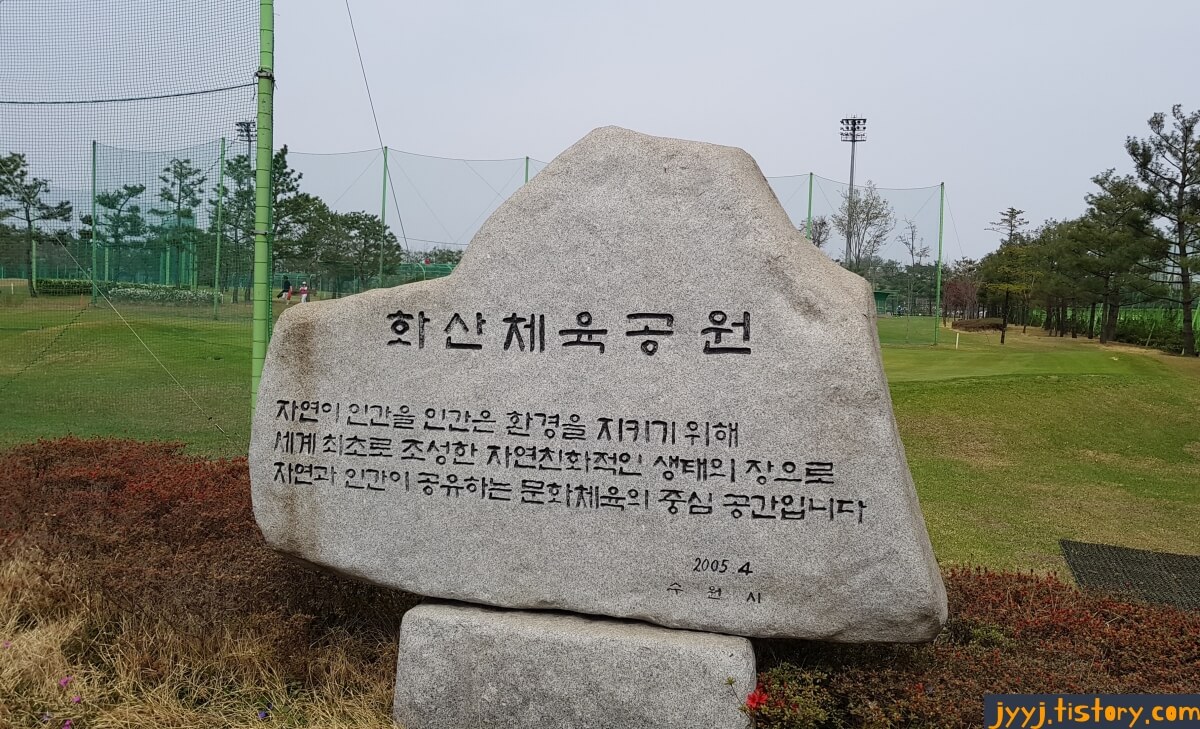 화산체육공원
자연이 인간을 인간은 환경을 지키기 위해
세계 최초로 조성한 자연친화적인 생태의 장으로
자연과 인간이 공유하는 문화체육의 중심 공간입니다
2005 4
수원시
jyyj.tistory.com